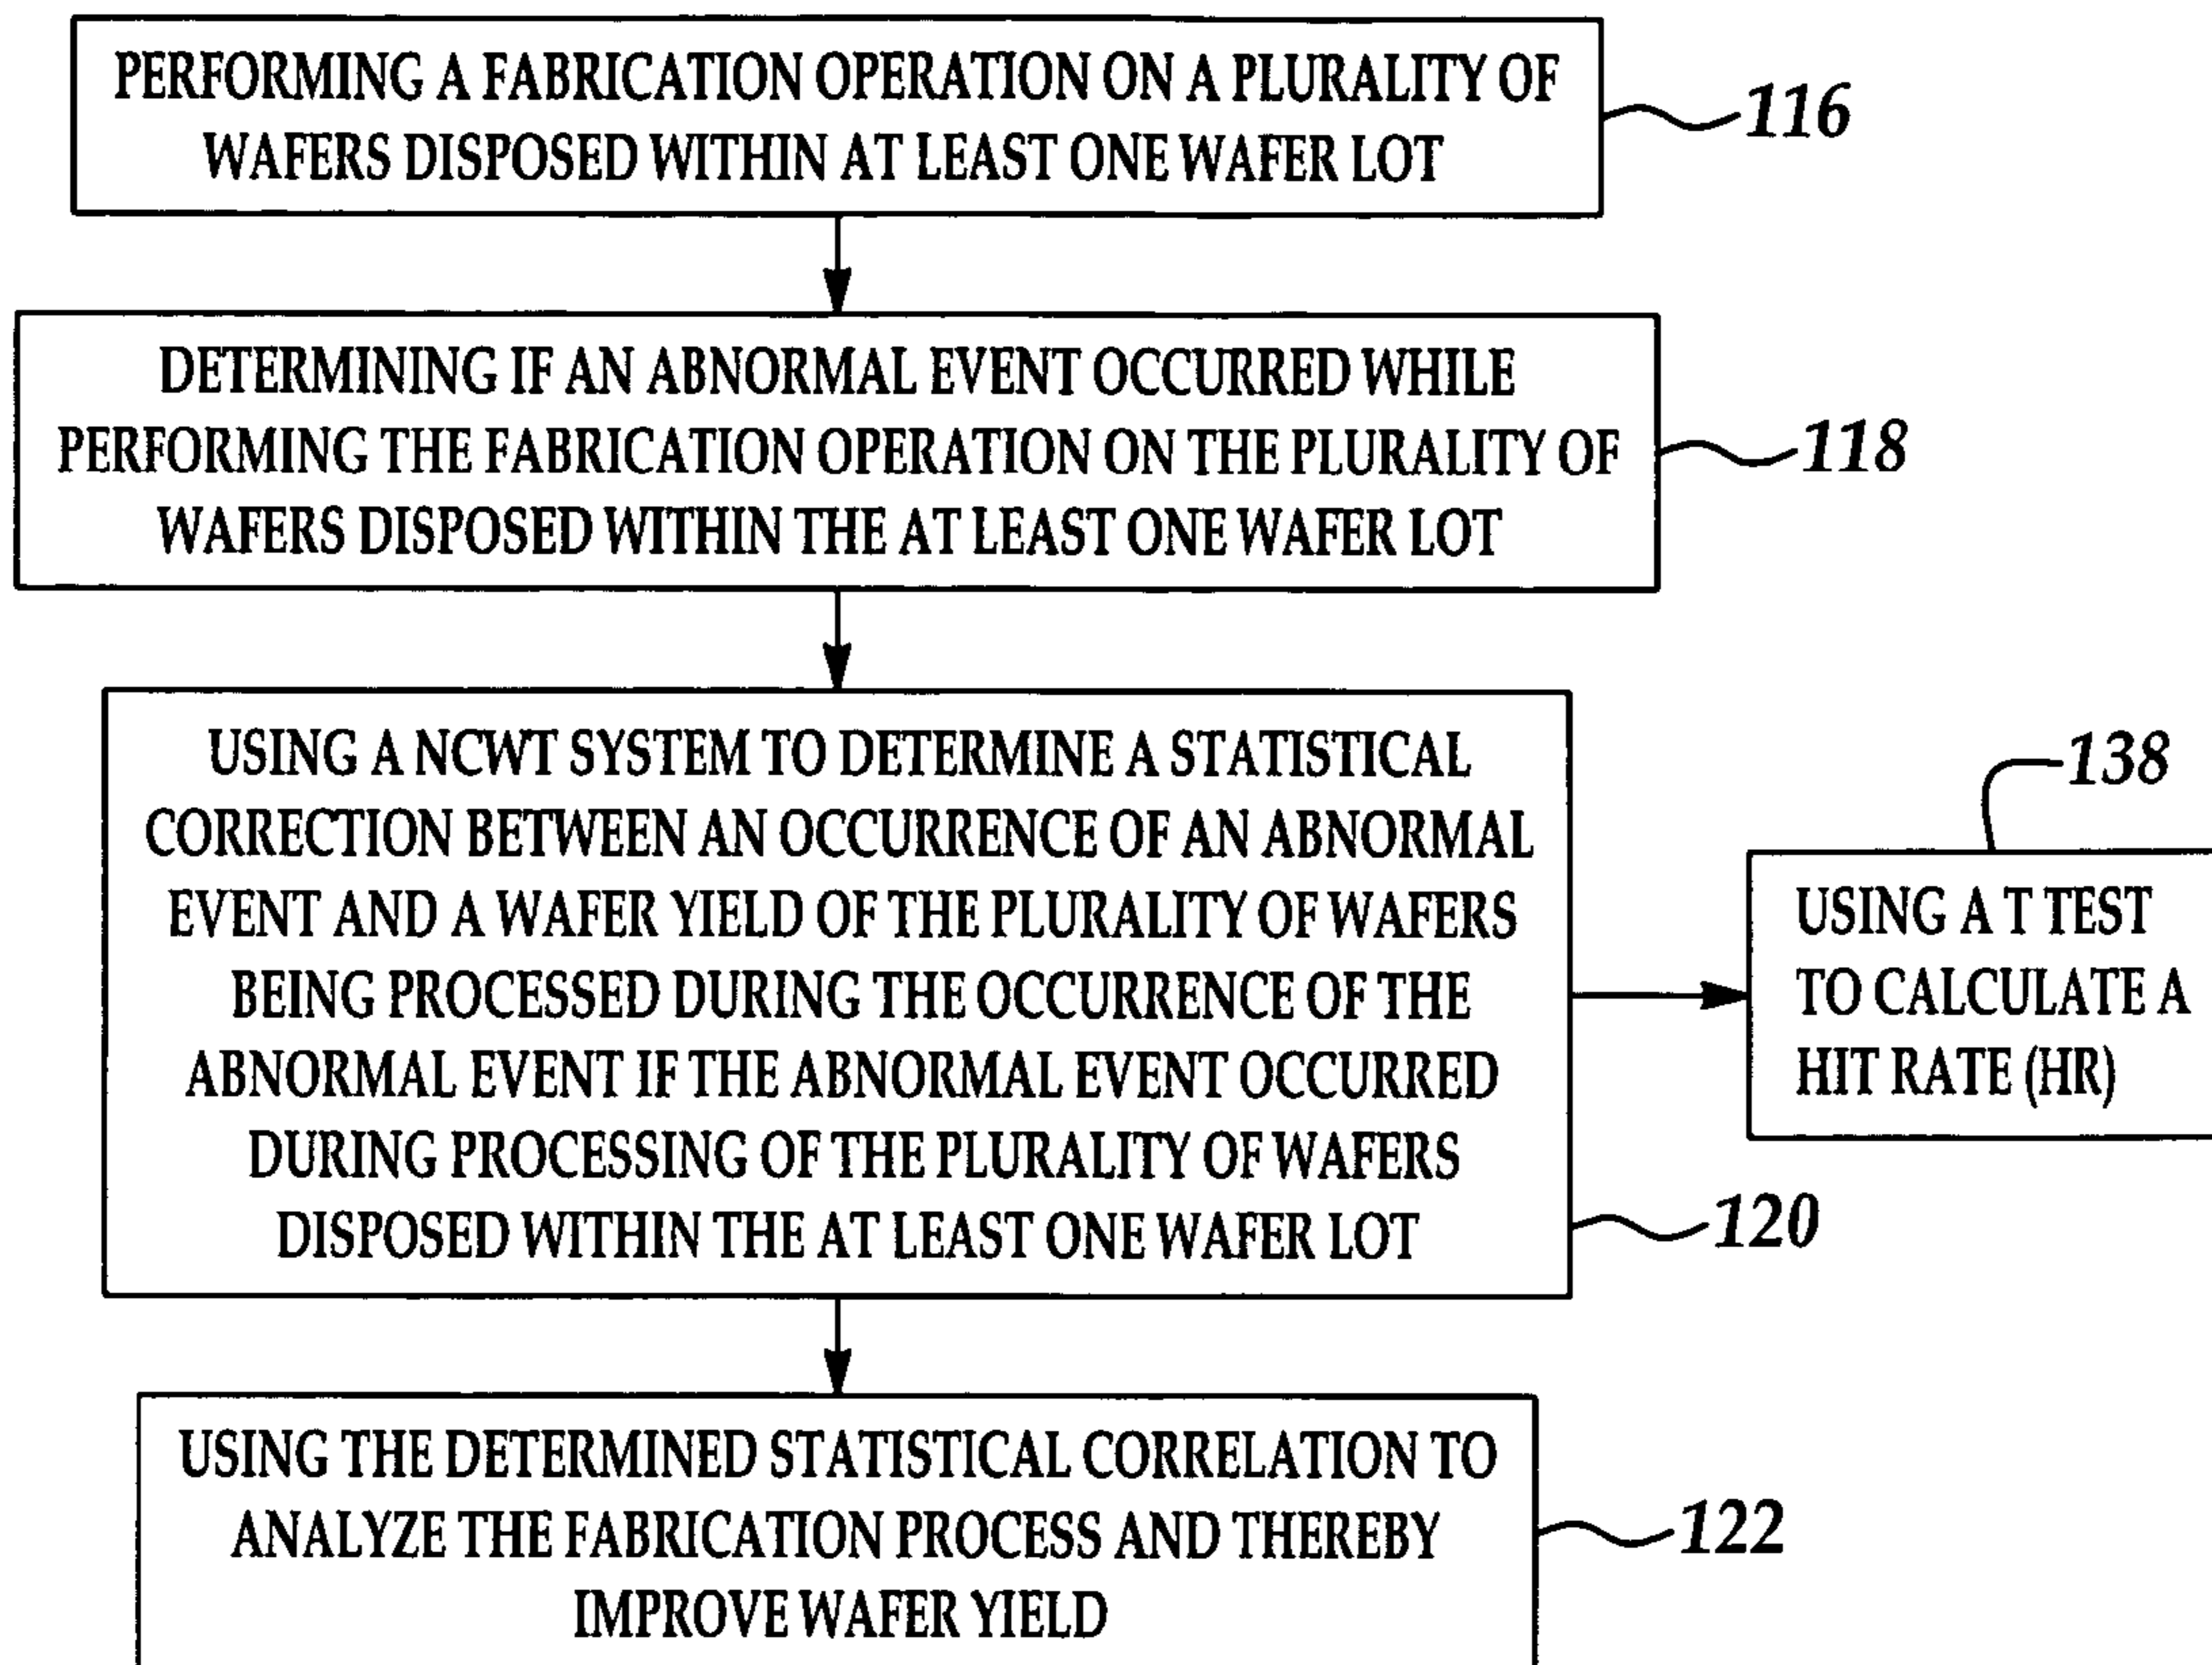 PERFORMING A FABRICATION OPERATION ON A PLURALITY OF
WAFERS DISPOSED WITHIN AT LEAST ONE WAFER LOT
116
DETERMINING IF AN ABNORMAL EVENT OCCURRED WHILE
PERFORMING THE FABRICATION OPERATION ON THE PLURALITY OF
WAFERS DISPOSED WITHIN THE AT LEAST ONE WAFER LOT
118
USING A NCWT SYSTEM TO DETERMINE A STATISTICAL
CORRECTION BETWEEN AN OCCURRENCE OF AN ABNORMAL
EVENT AND A WAFER YIELD OF THE PLURALITY OF WAFERS
BEING PROCESSED DURING THE OCCURRENCE OF THE
ABNORMAL EVENT IF THE ABNORMAL EVENT OCCURRED
DURING PROCESSING OF THE PLURALITY OF WAFERS
DISPOSED WITHIN THE AT LEAST ONE WAFER LOT
120
138
USING A T TEST
TO CALCULATE A
HIT RATE (HR)
USING THE DETERMINED STATISTICAL CORRELATION TO
ANALYZE THE FABRICATION PROCESS AND THEREBY
IMPROVE WAFER YIELD
122